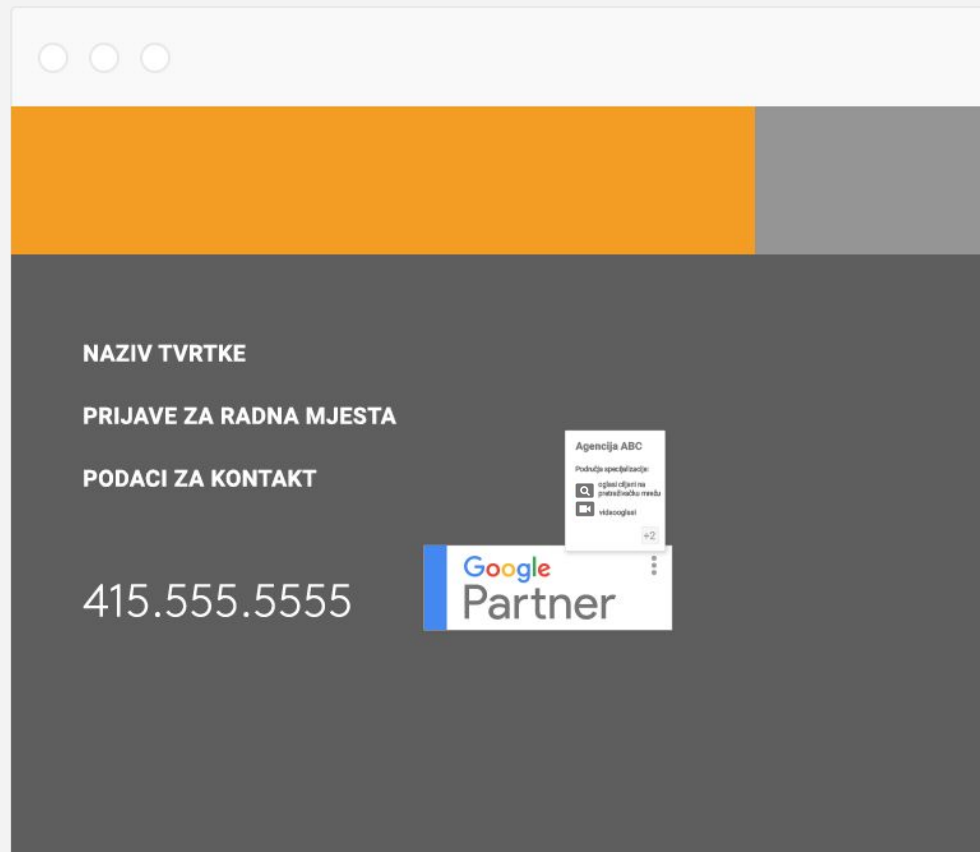 NAZIV TVRTKE
PRIJAVE ZA RADNA MJESTA
PODACI ZA KONTAKT
415.555.5555
Agencija ABC
Područja specijalizacije:
oglasi ciljani na
pretraživačku mrežu
videooglasi
+2
Google
Partner